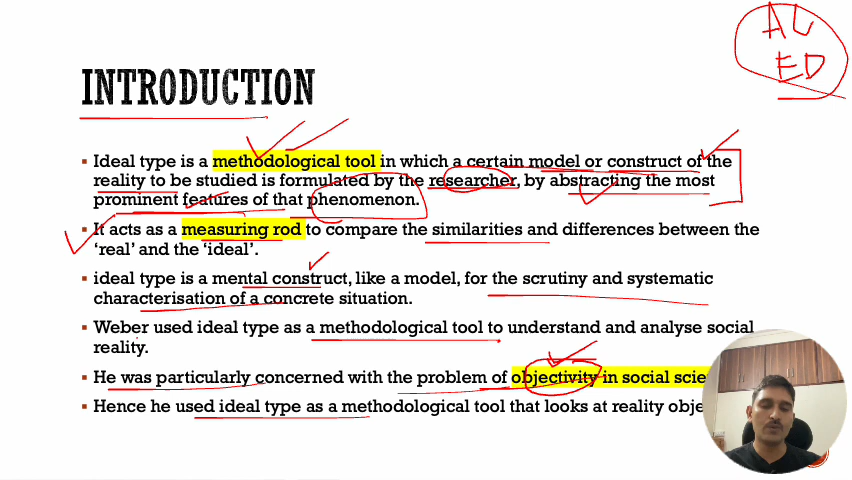 AL
ED
INTRODUCTION
Ideal type is a methodological tool in which a certain model or construct of the
reality to be studied is formulated by the researcher, by abstracting the most
prominent features of that phenomenon.
It acts as a measuring rod to compare the similarities and differences between the
‘real’ and the ‘ideal’.
ideal type is a mental construct, like a model, for the scrutiny and systematic
characterisation of a concrete situation.
Weber used ideal type as a methodological tool to understand and analyse social
reality.
He was particularly concerned with the problem of objectivity in social
Hence he used ideal type as a methodological tool that looks at reality